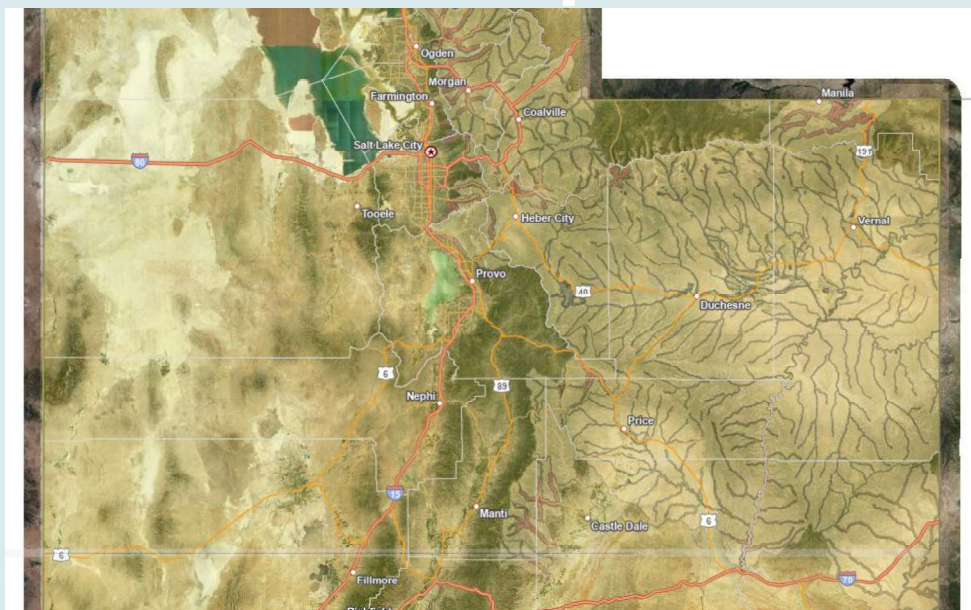 Ogden
Morgan
Manila
Farmington
Coalville
Salt Lake City
191
80
Tooele
Heber City
Vernal
Provo
40
Duchesne
6
89
Nephi
Price
15
Manti
6
Castle Dale
6
Fillmore
70